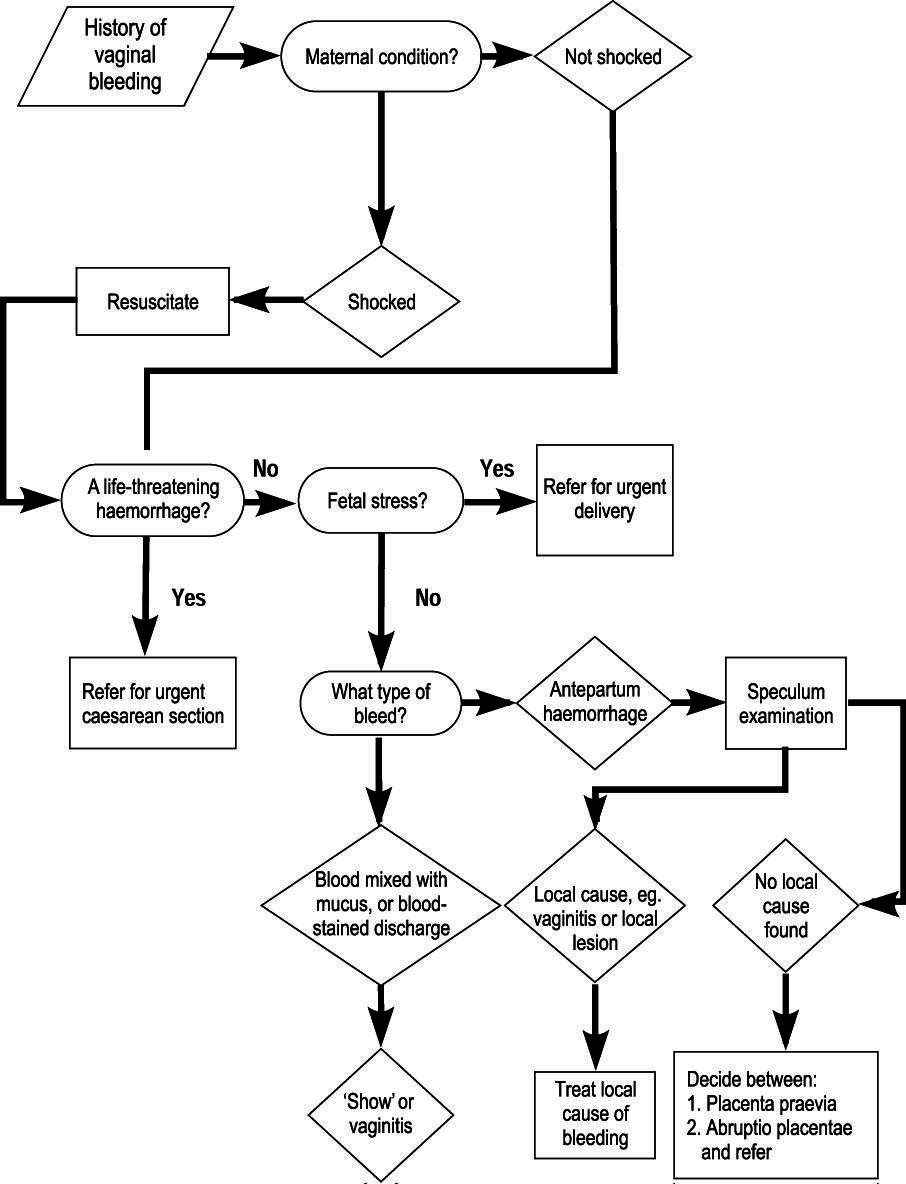 History of
vaginal
bleeding
Maternal condition?
Not shocked
Resuscitate
Shocked
A life-threatening
haemorrhage?
No
Fetal stress?
Yes
Refer for urgent
delivery
Yes
No
Refer for urgent
caesarean section
What type of
bleed?
Antepartum
haemorrhage
Speculum
examination
Blood mixed with
mucus, or blood-
stained discharge
Local cause, eg.
vaginitis or local
lesion
No local
cause
found
'Show' or
vaginitis
Treat local
cause of
bleeding
Decide between:
1. Placenta praevia
2. Abruptio placentae
and refer